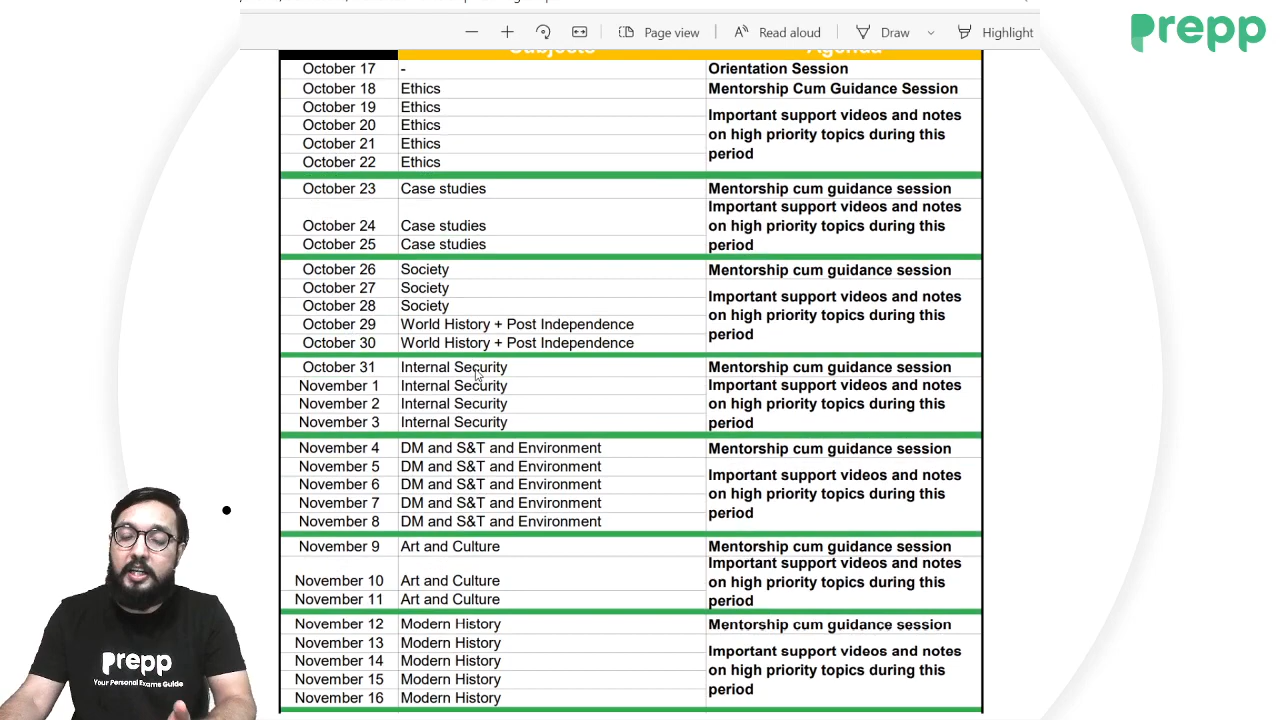 prepp
Page view
Read aloud
Draw
Highlight
Subjects
Agenda
October 17 - Orientation Session
October 18 Ethics Mentorship Cum Guidance Session
October 19 Ethics
October 20 Ethics
October 21 Ethics
October 22 Ethics
Important support videos and notes
on high priority topics during this
period
October 23 Case studies Mentorship cum guidance session
October 24 Case studies
October 25 Case studies
Important support videos and notes
on high priority topics during this
period
October 26 Society Mentorship cum guidance session
October 27 Society
October 28 Society
October 29 World History + Post Independence
October 30 World History + Post Independence
Important support videos and notes
on high priority topics during this
period
October 31 Internal Security Mentorship cum guidance session
November 1 Internal Security
November 2 Internal Security
November 3 Internal Security
Important support videos and notes
on high priority topics during this
period
November 4 DM and S&T and Environment Mentorship cum guidance session
November 5 DM and S&T and Environment
November 6 DM and S&T and Environment
November 7 DM and S&T and Environment
November 8 DM and S&T and Environment
Important support videos and notes
on high priority topics during this
period
November 9 Art and Culture Mentorship cum guidance session
November 10 Art and Culture
November 11 Art and Culture
Important support videos and notes
on high priority topics during this
period
November 12 Modern History Mentorship cum guidance session
November 13 Modern History
November 14 Modern History
November 15 Modern History
November 16 Modern History
Important support videos and notes
on high priority topics during this
period
prepp
Your Personal Exams Guide